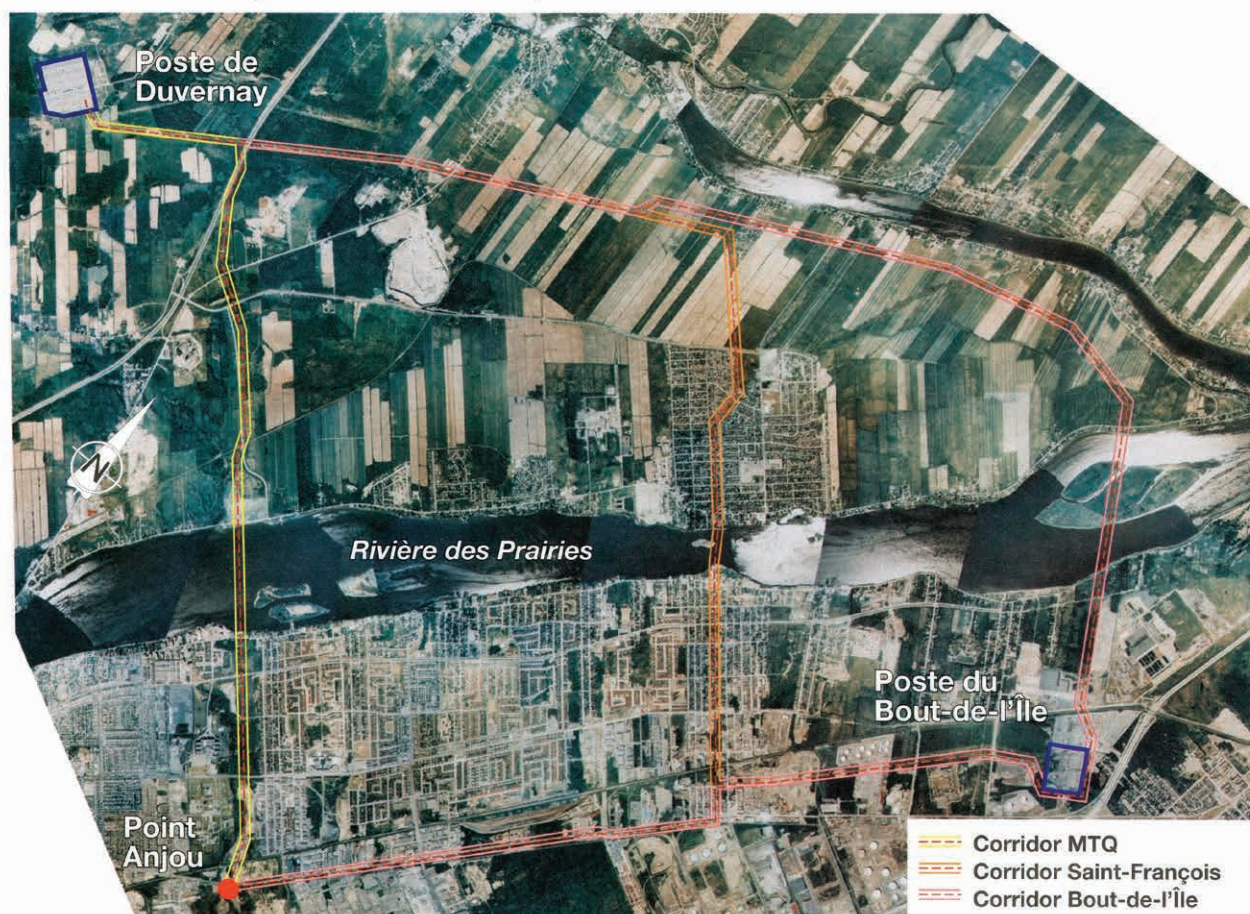 Poste de
Duvernay
N
Rivière des Prairies
Poste du
Bout-de-l'Île
Point
Anjou
Corridor MTQ
Corridor Saint-François
Corridor Bout-de-l'Île